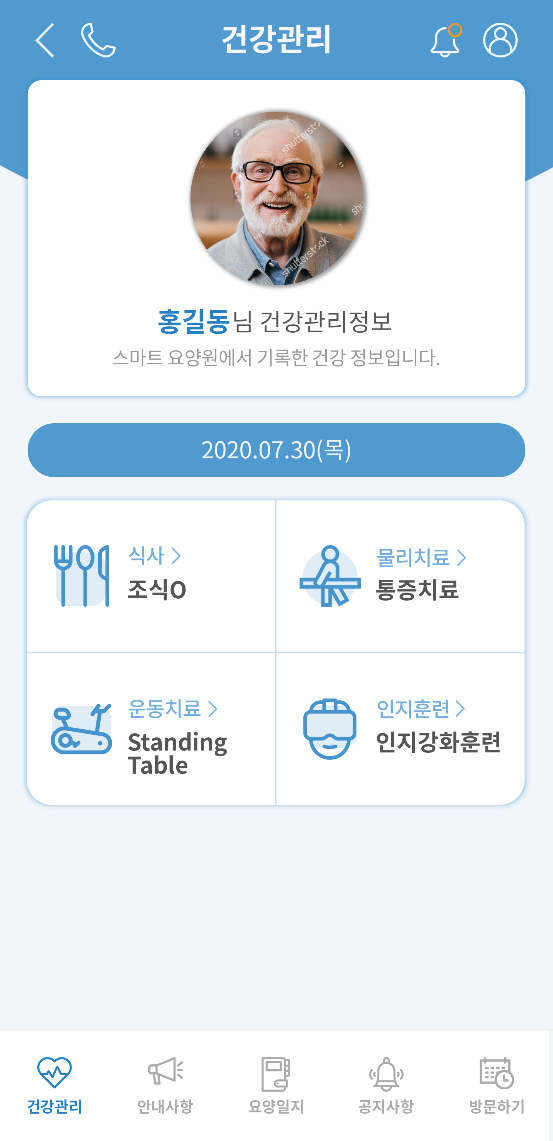 건강관리
shutterstock
shutterstock
홍길동님 건강관리정보
스마트 요양원에서 기록한 건강 정보입니다.
2020.07.30(목)
식사 >
조식O
물리치료 >
통증치료
운동치료 >
Standing
Table
인지훈련 >
인지강화훈련
건강관리 안내사항 요양일지 공지사항 방문하기